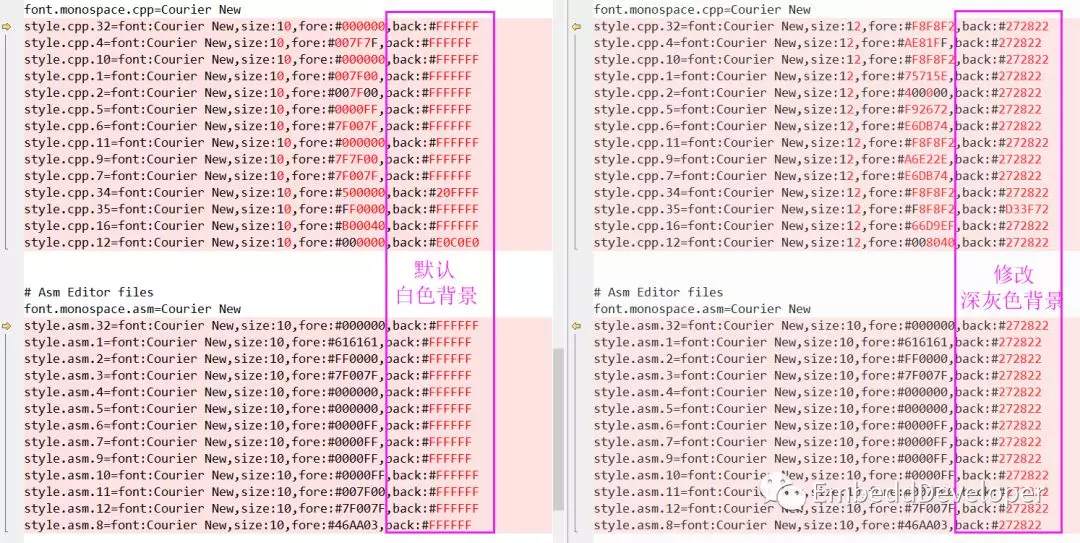 font.monospace.cpp=Courier New
style.cpp.32=font:Courier New,size:10,fore:#000000,back:#FFFFFF
style.cpp.4=font:Courier New,size:10,fore:#007F7F,back:#FFFFFF
style.cpp.10=font:Courier New,size:10,fore:#000000,back:#FFFFFF
style.cpp.1=font:Courier New,size:10,fore:#007F00,back:#FFFFFF
style.cpp.2=font:Courier New,size:10,fore:#007F00,back:#FFFFFF
style.cpp.5=font:Courier New,size:10,fore:#0000FF,back:#FFFFFF
style.cpp.6=font:Courier New,size:10,fore:#7F007F,back:#FFFFFF
style.cpp.11=font:Courier New,size:10,fore:#000000,back:#FFFFFF
style.cpp.9=font:Courier New,size:10,fore:#7F7F00,back:#FFFFFF
style.cpp.7=font:Courier New,size:10,fore:#7F007F,back:#FFFFFF
style.cpp.34=font:Courier New,size:10,fore:#500000,back:#20FFFF
style.cpp.35=font:Courier New,size:10,fore:#FF0000,back:#FFFFFF
style.cpp.16=font:Courier New,size:10,fore:#B00040,back:#FFFFFF
style.cpp.12=font:Courier New,size:10,fore:#000000,back:#E0C0E0
默认
白色背景
# Asm Editor files
font.monospace.asm=Courier New
style.asm.32=font:Courier New,size:10,fore:#000000,back:#FFFFFF
style.asm.1=font:Courier New,size:10,fore:#616161,back:#FFFFFF
style.asm.2=font:Courier New,size:10,fore:#FF0000,back:#FFFFFF
style.asm.3=font:Courier New,size:10,fore:#7F007F,back:#FFFFFF
style.asm.4=font:Courier New,size:10,fore:#000000,back:#FFFFFF
style.asm.5=font:Courier New,size:10,fore:#000000,back:#FFFFFF
style.asm.6=font:Courier New,size:10,fore:#0000FF,back:#FFFFFF
style.asm.7=font:Courier New,size:10,fore:#0000FF,back:#FFFFFF
style.asm.9=font:Courier New,size:10,fore:#0000FF,back:#FFFFFF
style.asm.10=font:Courier New,size:10,fore:#0000FF,back:#FFFFFF
style.asm.11=font:Courier New,size:10,fore:#007F00,back:#FFFFFF
style.asm.12=font:Courier New,size:10,fore:#7F007F,back:#FFFFFF
style.asm.8=font:Courier New,size:10,fore:#46AA03,back:#FFFFFF
font.monospace.cpp=Courier New
style.cpp.32=font:Courier New,size:12,fore:#F8F8F2,back:#272822
style.cpp.4=font:Courier New,size:12,fore:#AE81FF,back:#272822
style.cpp.10=font:Courier New,size:12,fore:#F8F8F2,back:#272822
style.cpp.1=font:Courier New,size:12,fore:#75715E,back:#272822
style.cpp.2=font:Courier New,size:12,fore:#400000,back:#272822
style.cpp.5=font:Courier New,size:12,fore:#F92672,back:#272822
style.cpp.6=font:Courier New,size:12,fore:#E6DB74,back:#272822
style.cpp.11=font:Courier New,size:12,fore:#F8F8F2,back:#272822
style.cpp.9=font:Courier New,size:12,fore:#A6E22E,back:#272822
style.cpp.7=font:Courier New,size:12,fore:#E6DB74,back:#272822
style.cpp.34=font:Courier New,size:12,fore:#F8F8F2,back:#272822
style.cpp.35=font:Courier New,size:12,fore:#F8F8F2,back:#D33F72
style.cpp.16=font:Courier New,size:12,fore:#66D9EF,back:#272822
style.cpp.12=font:Courier New,size:12,fore:#008040,back:#272822
修改
深灰色背景
# Asm Editor files
font.monospace.asm=Courier New
style.asm.32=font:Courier New,size:10,fore:#000000,back:#272822
style.asm.1=font:Courier New,size:10,fore:#616161,back:#272822
style.asm.2=font:Courier New,size:10,fore:#FF0000,back:#272822
style.asm.3=font:Courier New,size:10,fore:#7F007F,back:#272822
style.asm.4=font:Courier New,size:10,fore:#000000,back:#272822
style.asm.5=font:Courier New,size:10,fore:#000000,back:#272822
style.asm.6=font:Courier New,size:10,fore:#0000FF,back:#272822
style.asm.7=font:Courier New,size:10,fore:#0000FF,back:#272822
style.asm.9=font:Courier New,size:10,fore:#0000FF,back:#272822
style.asm.10=font:Courier New,size:10,fore:#0000FF,back:#272822
style.asm.11=font:Courier New,size:10,fore:#007F00,back:#272822
style.asm.12=font:Courier New,size:10,fore:#7F007F,back:#272822
style.asm.8=font:Courier New,size:10,fore:#46AA03,back:#272822
EmbeddDeveloper